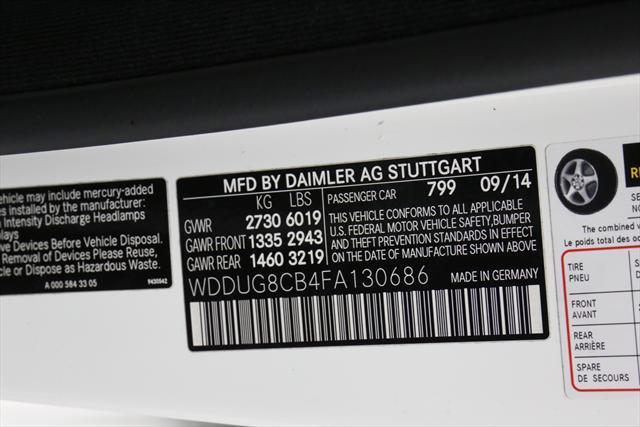 ehicle may include mercury-added
es installed by the manufacturer:
n Intensity Discharge Headlamps
lays
ve Devices Before Vehicle Disposal.
Removal of Devices Please Reuse,
cle or Dispose as Hazardous Waste.
A 000 584 33 05
MFD BY DAIMLER AG STUTTGART
KG LBS
PASSENGER CAR 799 09/14
GVWR 2730 6019
GAWR FRONT 1335 2943
GAWR REAR 1460 3219
THIS VEHICLE CONFORMS TO ALL APPLICABLE
U.S. FEDERAL MOTOR VEHICLE SAFETY, BUMPER
AND THEFT PREVENTION STANDARDS IN EFFECT
ON THE DATE OF MANUFACTURE SHOWN ABOVE.
WDDUG8CB4FA130686
MADE IN GERMANY
The combined v
Le poids total des oc
TIRE
PNEU
FRONT
AVANT
REAR
ARRIÈRE
SPARE
DE SECOURS